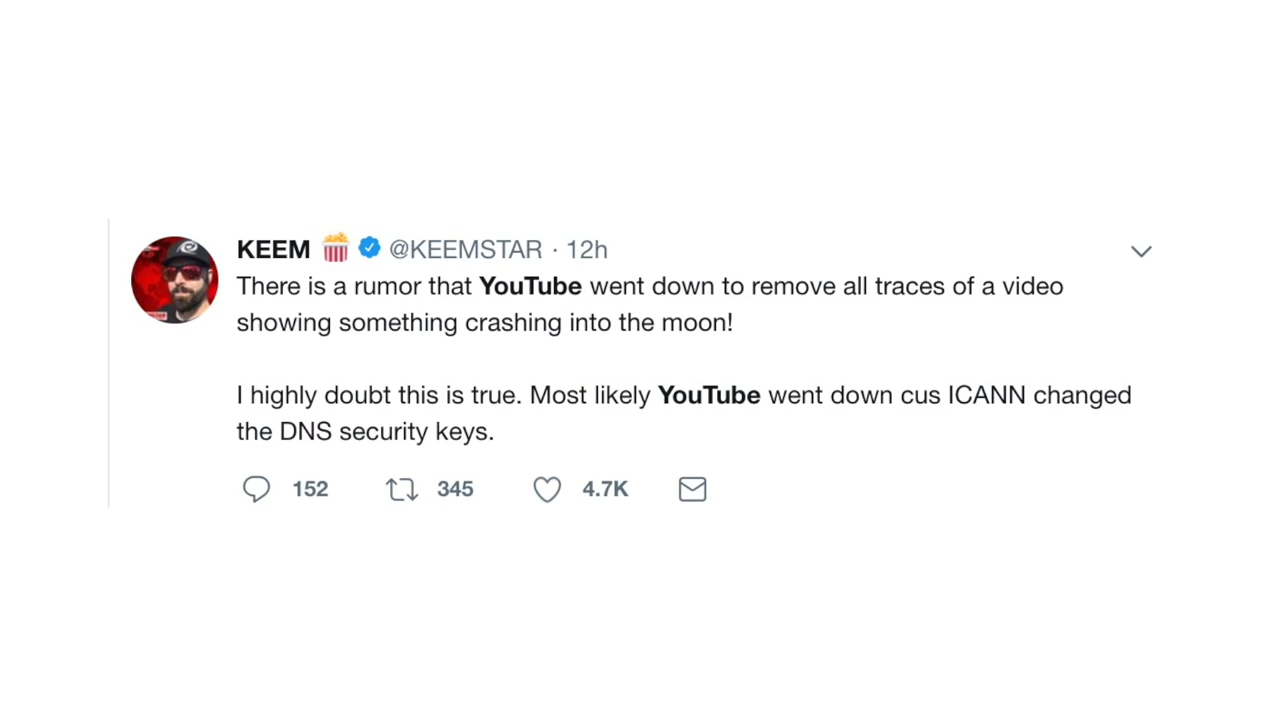 KEEM 🍿 @KEEMSTAR · 12h
There is a rumor that YouTube went down to remove all traces of a video
showing something crashing into the moon!
I highly doubt this is true. Most likely YouTube went down cus ICANN changed
the DNS security keys.
152 345 4.7K